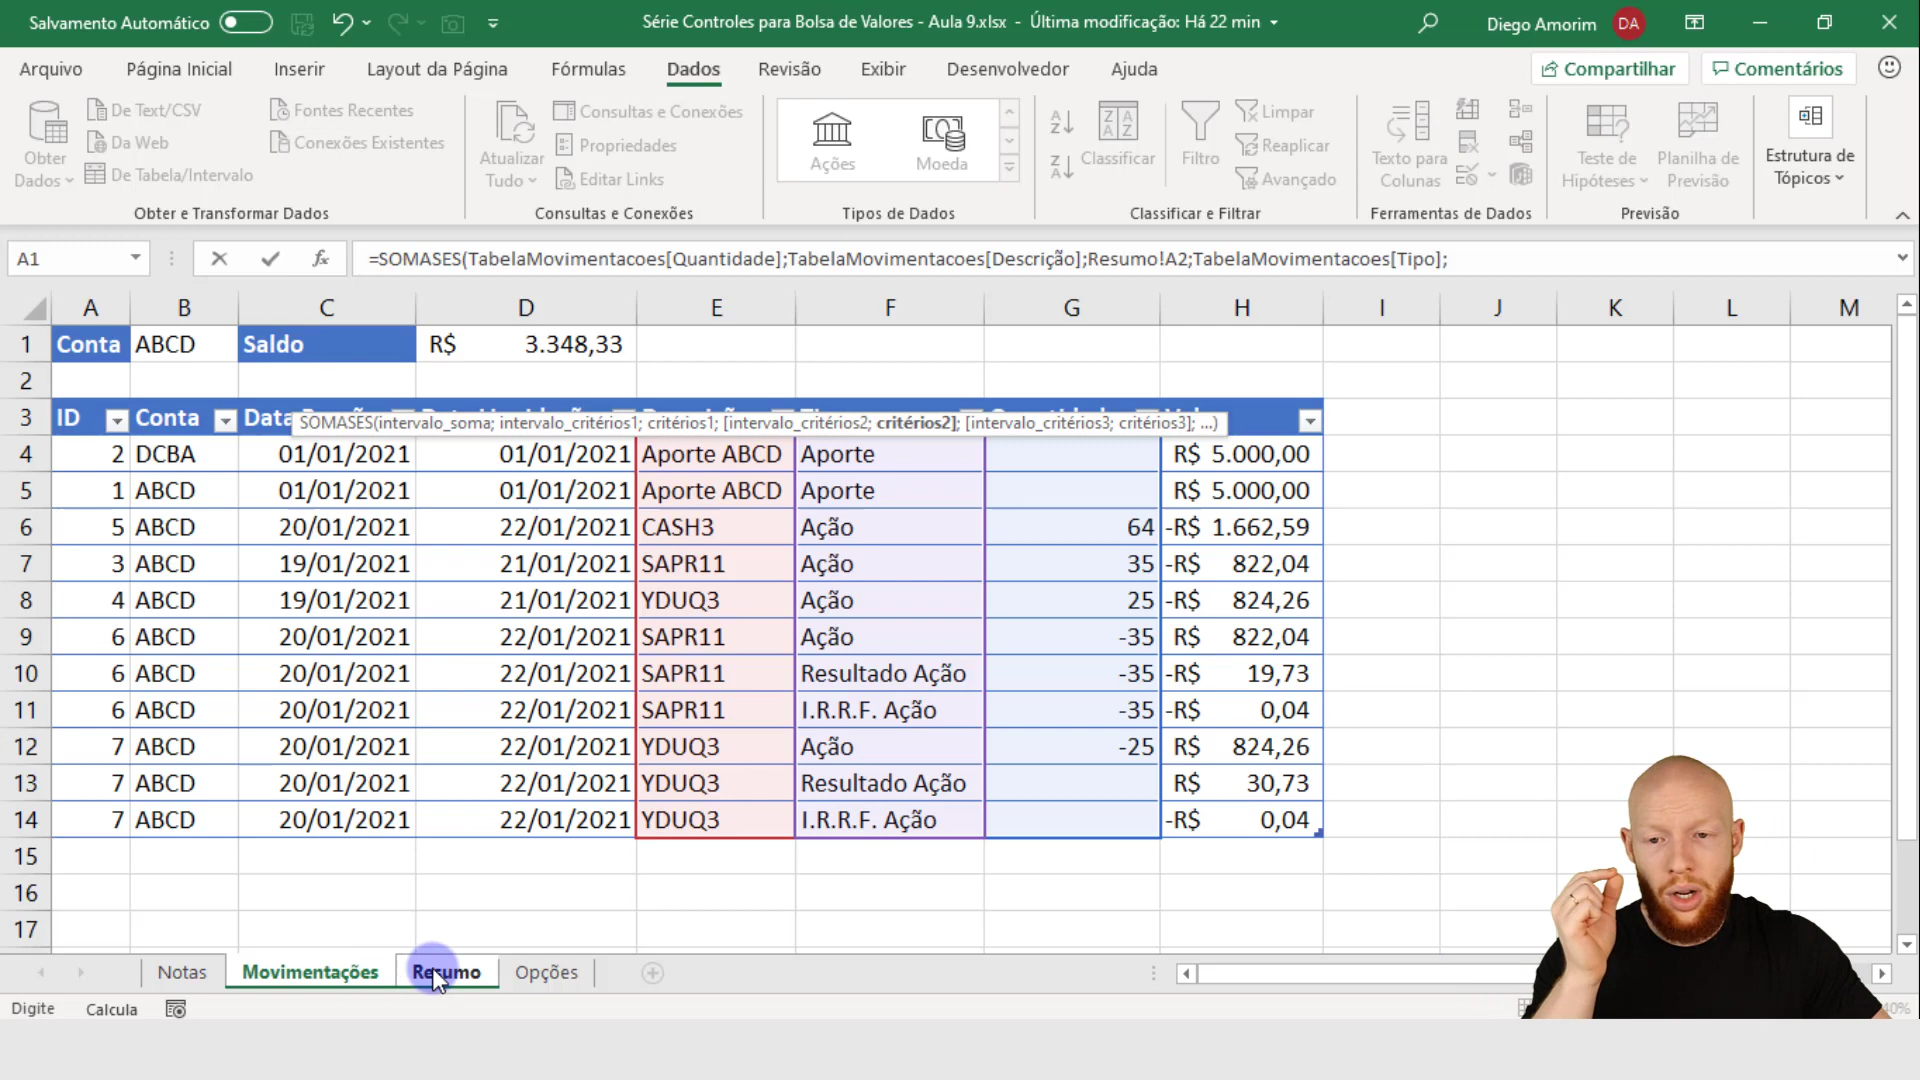 Salvamento Automático
Série Controles para Bolsa de Valores - Aula 9.xlsx - Última modificação: Há 22 min
Diego Amorim DA
Arquivo Página Inicial Inserir Layout da Página Fórmulas Dados Revisão Exibir Desenvolvedor Ajuda
Compartilhar Comentários
Obter Dados
De Text/CSV
Da Web
De Tabela/Intervalo
Fontes Recentes
Conexões Existentes
Obter e Transformar Dados
Atualizar Tudo
Consultas e Conexões
Propriedades
Editar Links
Consultas e Conexões
Ações Moeda
Tipos de Dados
Classificar
Filtro
Limpar
Reaplicar
Avançado
Classificar e Filtrar
Texto para Colunas
Ferramentas de Dados
Teste de Hipóteses
Planilha de Previsão
Previsão
Estrutura de Tópicos
A1 fx =SOMASES(TabelaMovimentacoes[Quantidade];TabelaMovimentacoes[Descrição];Resumo!A2;TabelaMovimentacoes[Tipo];
A B C D E F G H I J K L M
1 Conta ABCD Saldo R$ 3.348,33
2
3 ID Conta Data
SOMASES(intervalo_soma; intervalo_critérios1; critérios1; [intervalo_critérios2; critérios2]; [intervalo_critérios3; critérios3]; ...)
4 2 DCBA 01/01/2021 01/01/2021 Aporte ABCD Aporte R$ 5.000,00
5 1 ABCD 01/01/2021 01/01/2021 Aporte ABCD Aporte R$ 5.000,00
6 5 ABCD 20/01/2021 22/01/2021 CASH3 Ação 64 -R$ 1.662,59
7 3 ABCD 19/01/2021 21/01/2021 SAPR11 Ação 35 -R$ 822,04
8 4 ABCD 19/01/2021 21/01/2021 YDUQ3 Ação 25 -R$ 824,26
9 6 ABCD 20/01/2021 22/01/2021 SAPR11 Ação -35 R$ 822,04
10 6 ABCD 20/01/2021 22/01/2021 SAPR11 Resultado Ação -35 -R$ 19,73
11 6 ABCD 20/01/2021 22/01/2021 SAPR11 I.R.R.F. Ação -35 -R$ 0,04
12 7 ABCD 20/01/2021 22/01/2021 YDUQ3 Ação -25 R$ 824,26
13 7 ABCD 20/01/2021 22/01/2021 YDUQ3 Resultado Ação R$ 30,73
14 7 ABCD 20/01/2021 22/01/2021 YDUQ3 I.R.R.F. Ação -R$ 0,04
15
16
17
Notas Movimentações Resumo Opções
Digite Calcula